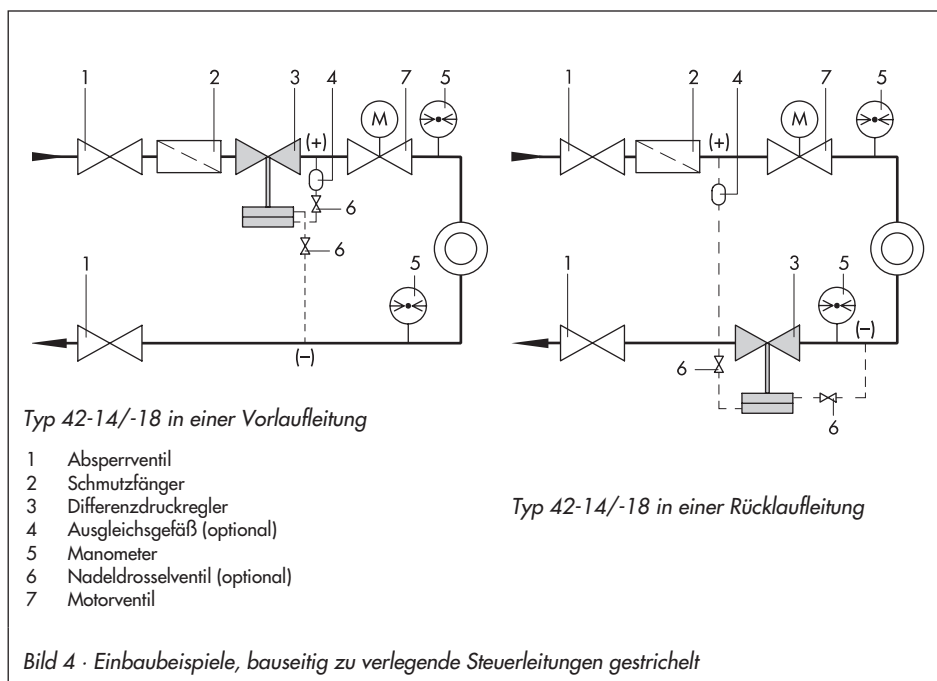 1 2 3 4 7 5
M
(+)
6
6
1 5
(–)
Typ 42-14/-18 in einer Vorlaufleitung
1 2 4 7 5
M
(+)
1 3 5
(–)
6
6
Typ 42-14/-18 in einer Rücklaufleitung
1 Absperrventil
2 Schmutzfänger
3 Differenzdruckregler
4 Ausgleichsgefäß (optional)
5 Manometer
6 Nadeldrosselventil (optional)
7 Motorventil
Bild 4 · Einbaubeispiele, bauseitig zu verlegende Steuerleitungen gestrichelt